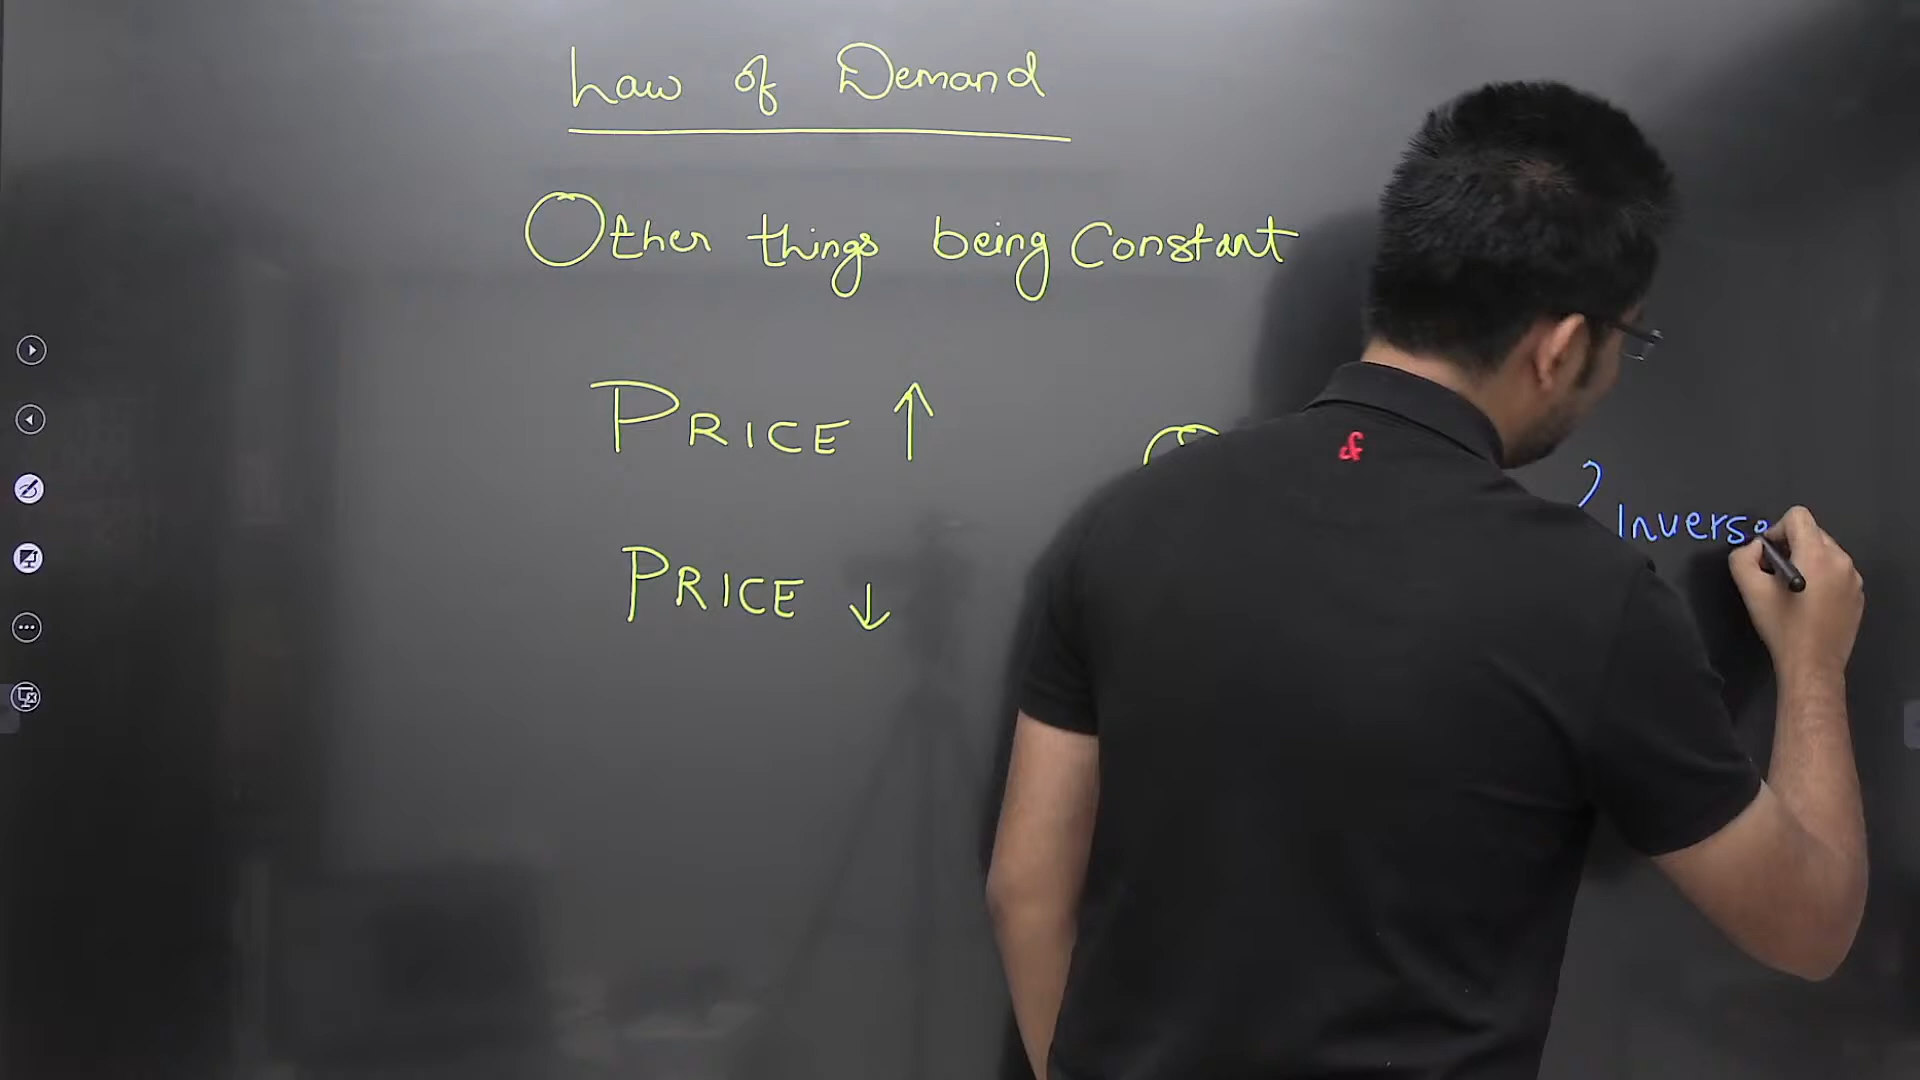 Law of Demand
Other things being Constant
PRICE ↑
Inverse
PRICE ↓